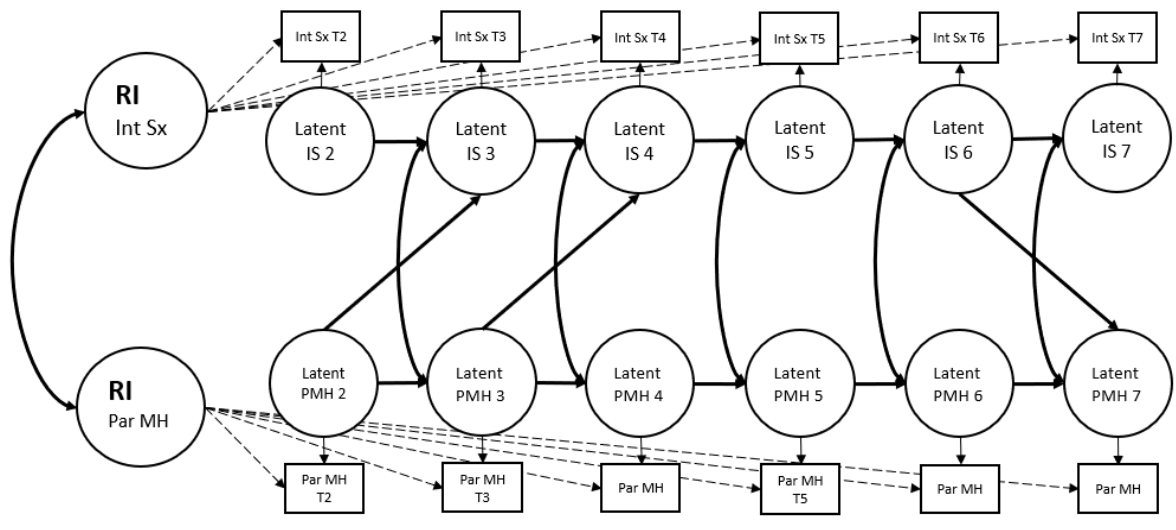 Int Sx T2
Int Sx T3
Int Sx T4
Int Sx T5
Int Sx T6
Int Sx T7
RI
Int Sx
Latent
IS 2
Latent
IS 3
Latent
IS 4
Latent
IS 5
Latent
IS 6
Latent
IS 7
RI
Par MH
Latent
PMH 2
Latent
PMH 3
Latent
PMH 4
Latent
PMH 5
Latent
PMH 6
Latent
PMH 7
Par MH
T2
Par MH
T3
Par MH
Par MH
T5
Par MH
Par MH